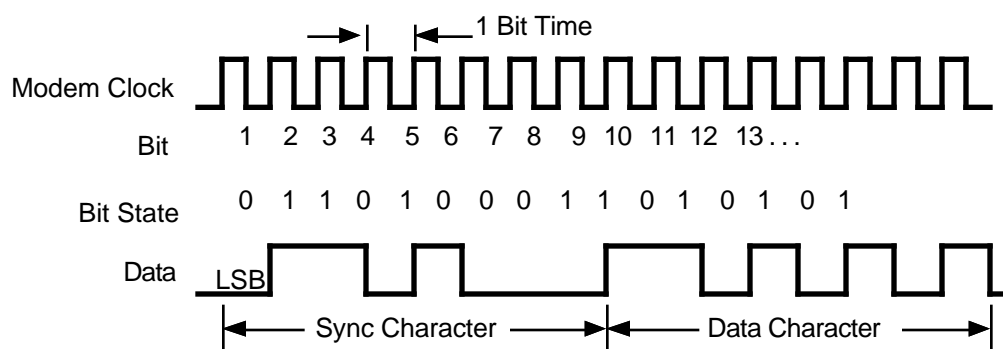 1 Bit Time
Modem Clock
Bit 1 2 3 4 5 6 7 8 9 10 11 12 13 . . .
Bit State 0 1 1 0 1 0 0 0 1 1 0 1 0 1 0 1
Data LSB
Sync Character Data Character